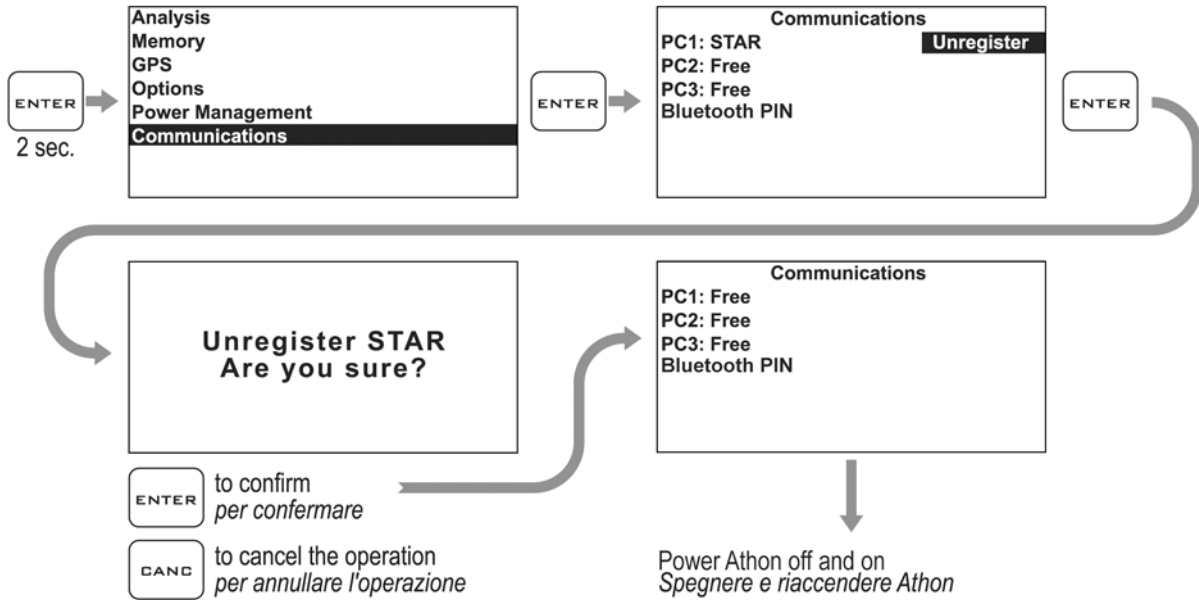 ENTER
2 sec.
Analysis
Memory
GPS
Options
Power Management
Communications
ENTER
Communications
PC1: STAR Unregister
PC2: Free
PC3: Free
Bluetooth PIN
ENTER
Unregister STAR
Are you sure?
ENTER
to confirm
per confermare
CANC
to cancel the operation
per annullare l'operazione
Communications
PC1: Free
PC2: Free
PC3: Free
Bluetooth PIN
Power Athon off and on
Spegnere e riaccendere Athon